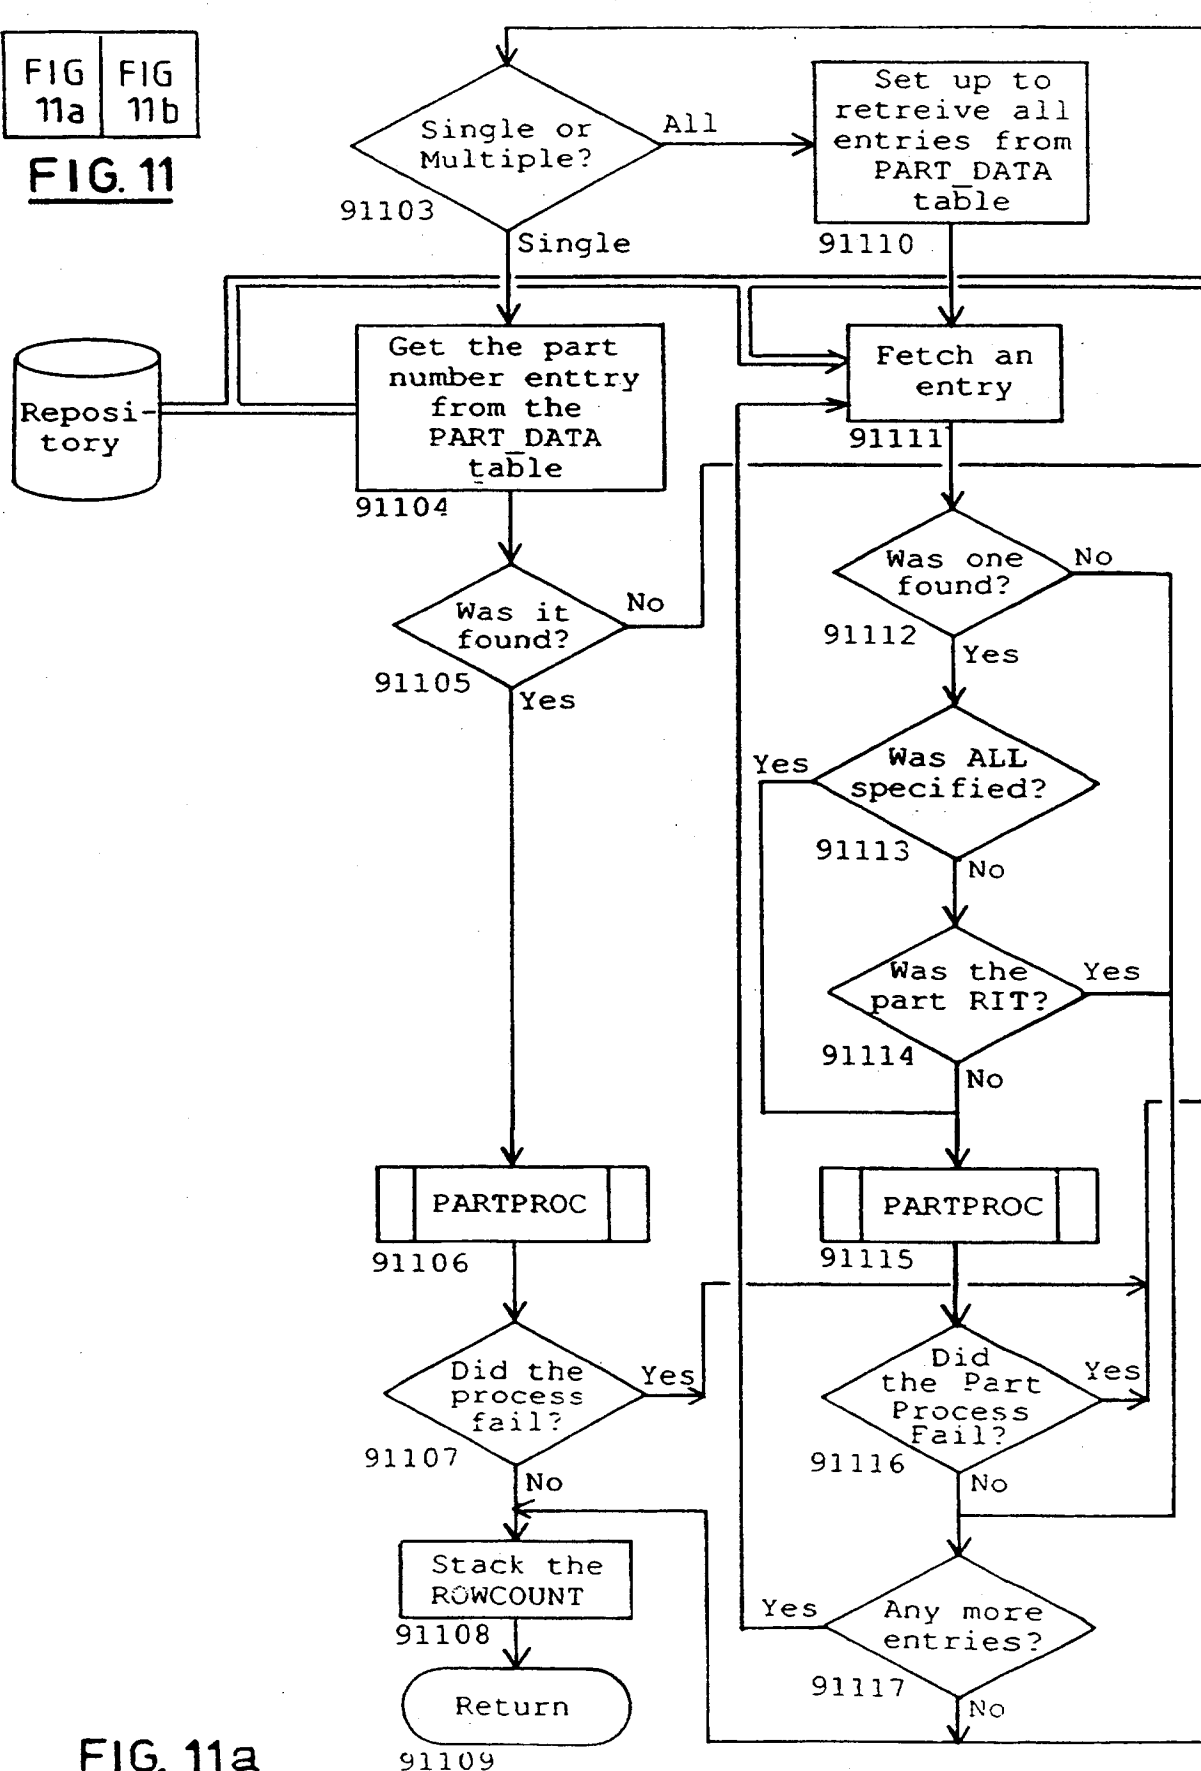 FIG
11a
FIG
11b
FIG. 11
Single or
Multiple?
91103
All
Single
Set up to
retreive all
entries from
PART_DATA
table
91110
Reposi-
tory
Get the part
number enttry
from the
PART_DATA
table
91104
Fetch an
entry
91111
Was it
found?
91105
No
Yes
Was one
found?
91112
No
Yes
Was ALL
specified?
91113
Yes
No
Was the
part RIT?
91114
Yes
No
PARTPROC
91106
PARTPROC
91115
Did the
process
fail?
91107
Yes
No
Did
the Part
Process
Fail?
91116
Yes
No
Stack the
ROWCOUNT
91108
Any more
entries?
91117
Yes
No
Return
91109
FIG. 11a